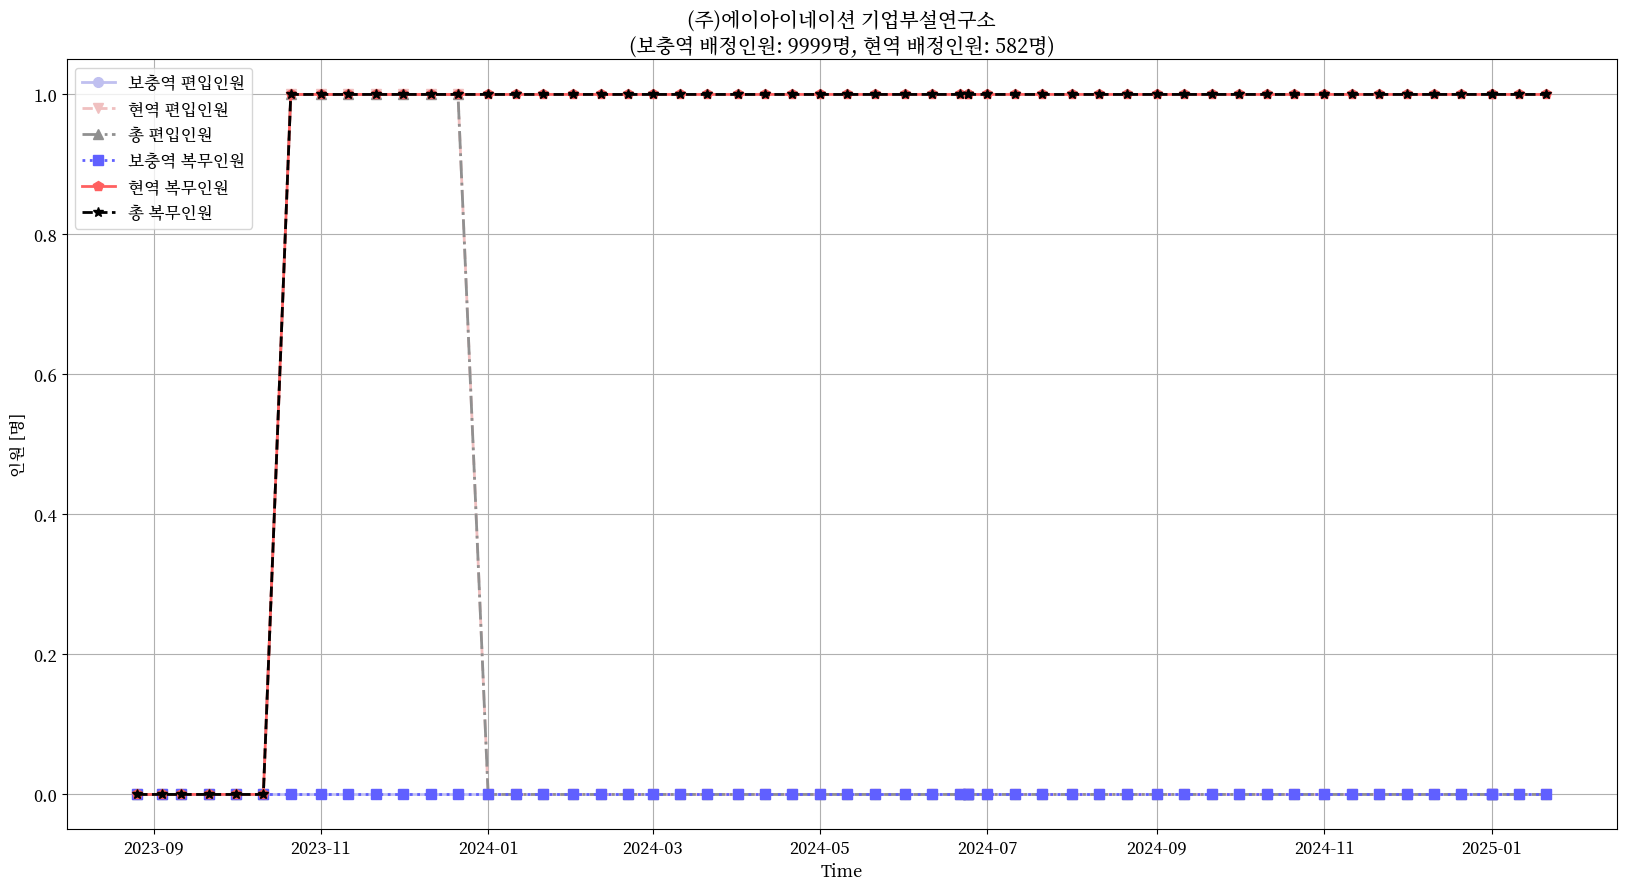 (주)에이아이네이션 기업부설연구소
(보충역 배정인원: 9999명, 현역 배정인원: 582명)
보충역 편입인원
현역 편입인원
총 편입인원
보충역 복무인원
현역 복무인원
총 복무인원
인원 [명]
1.0
0.8
0.6
0.4
0.2
0.0
2023-09
2023-11
2024-01
2024-03
2024-05
2024-07
2024-09
2024-11
2025-01
Time